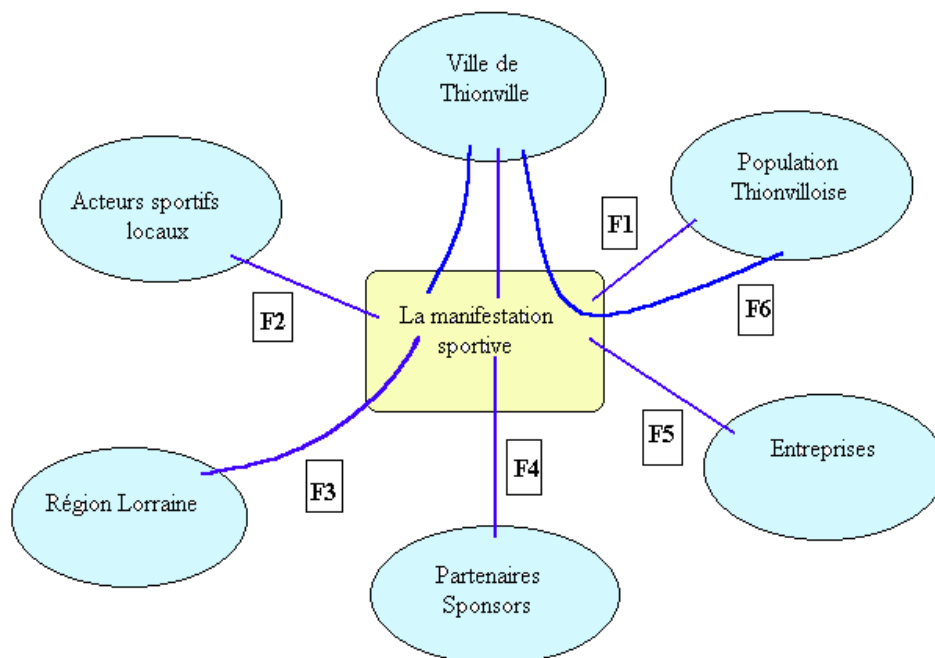 Ville de
Thionville
Population
Thionvilloise
Acteurs sportifs
locaux
F1
F2
F6
La manifestation
sportive
F5
Entreprises
F4
F3
Région Lorraine
Partenaires
Sponsors